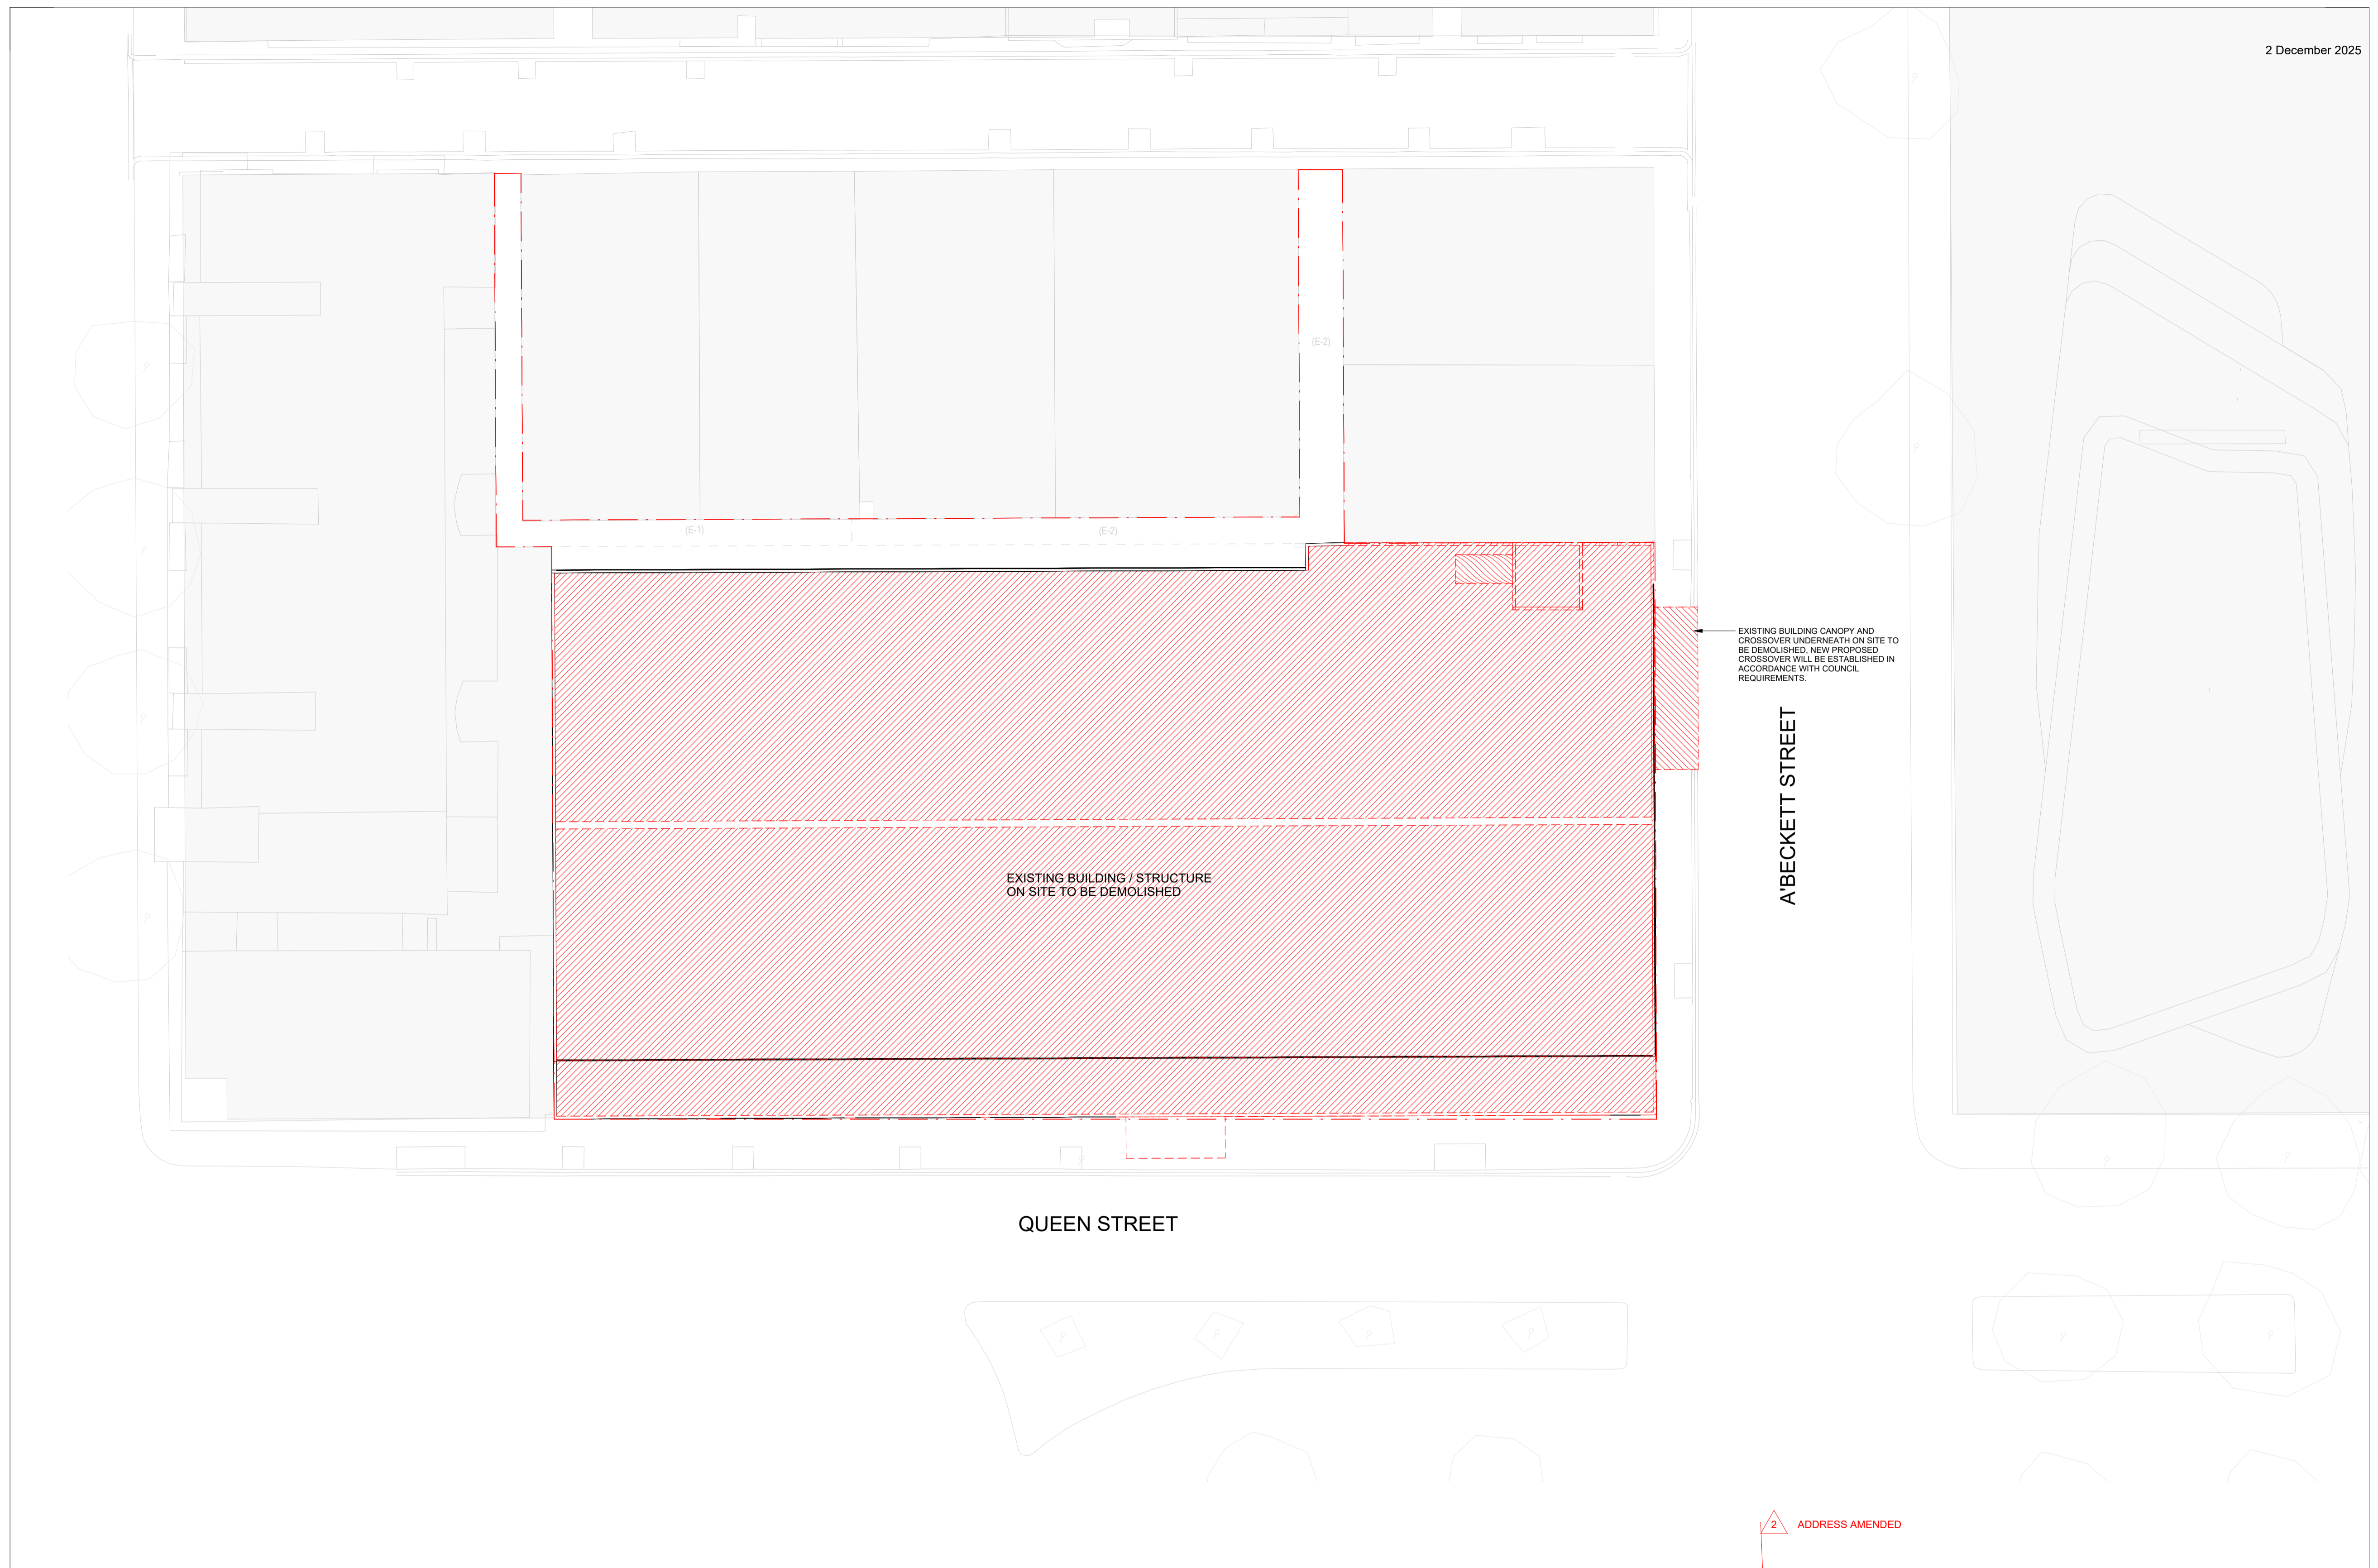 2 December 2025
(E-2)
(E-1)
(E-2)
EXISTING BUILDING CANOPY AND
CROSSOVER UNDERNEATH ON SITE TO
BE DEMOLISHED, NEW PROPOSED
CROSSOVER WILL BE ESTABLISHED IN
ACCORDANCE WITH COUNCIL
REQUIREMENTS.
A'BECKETT STREET
EXISTING BUILDING / STRUCTURE
ON SITE TO BE DEMOLISHED
QUEEN STREET
2 ADDRESS AMENDED